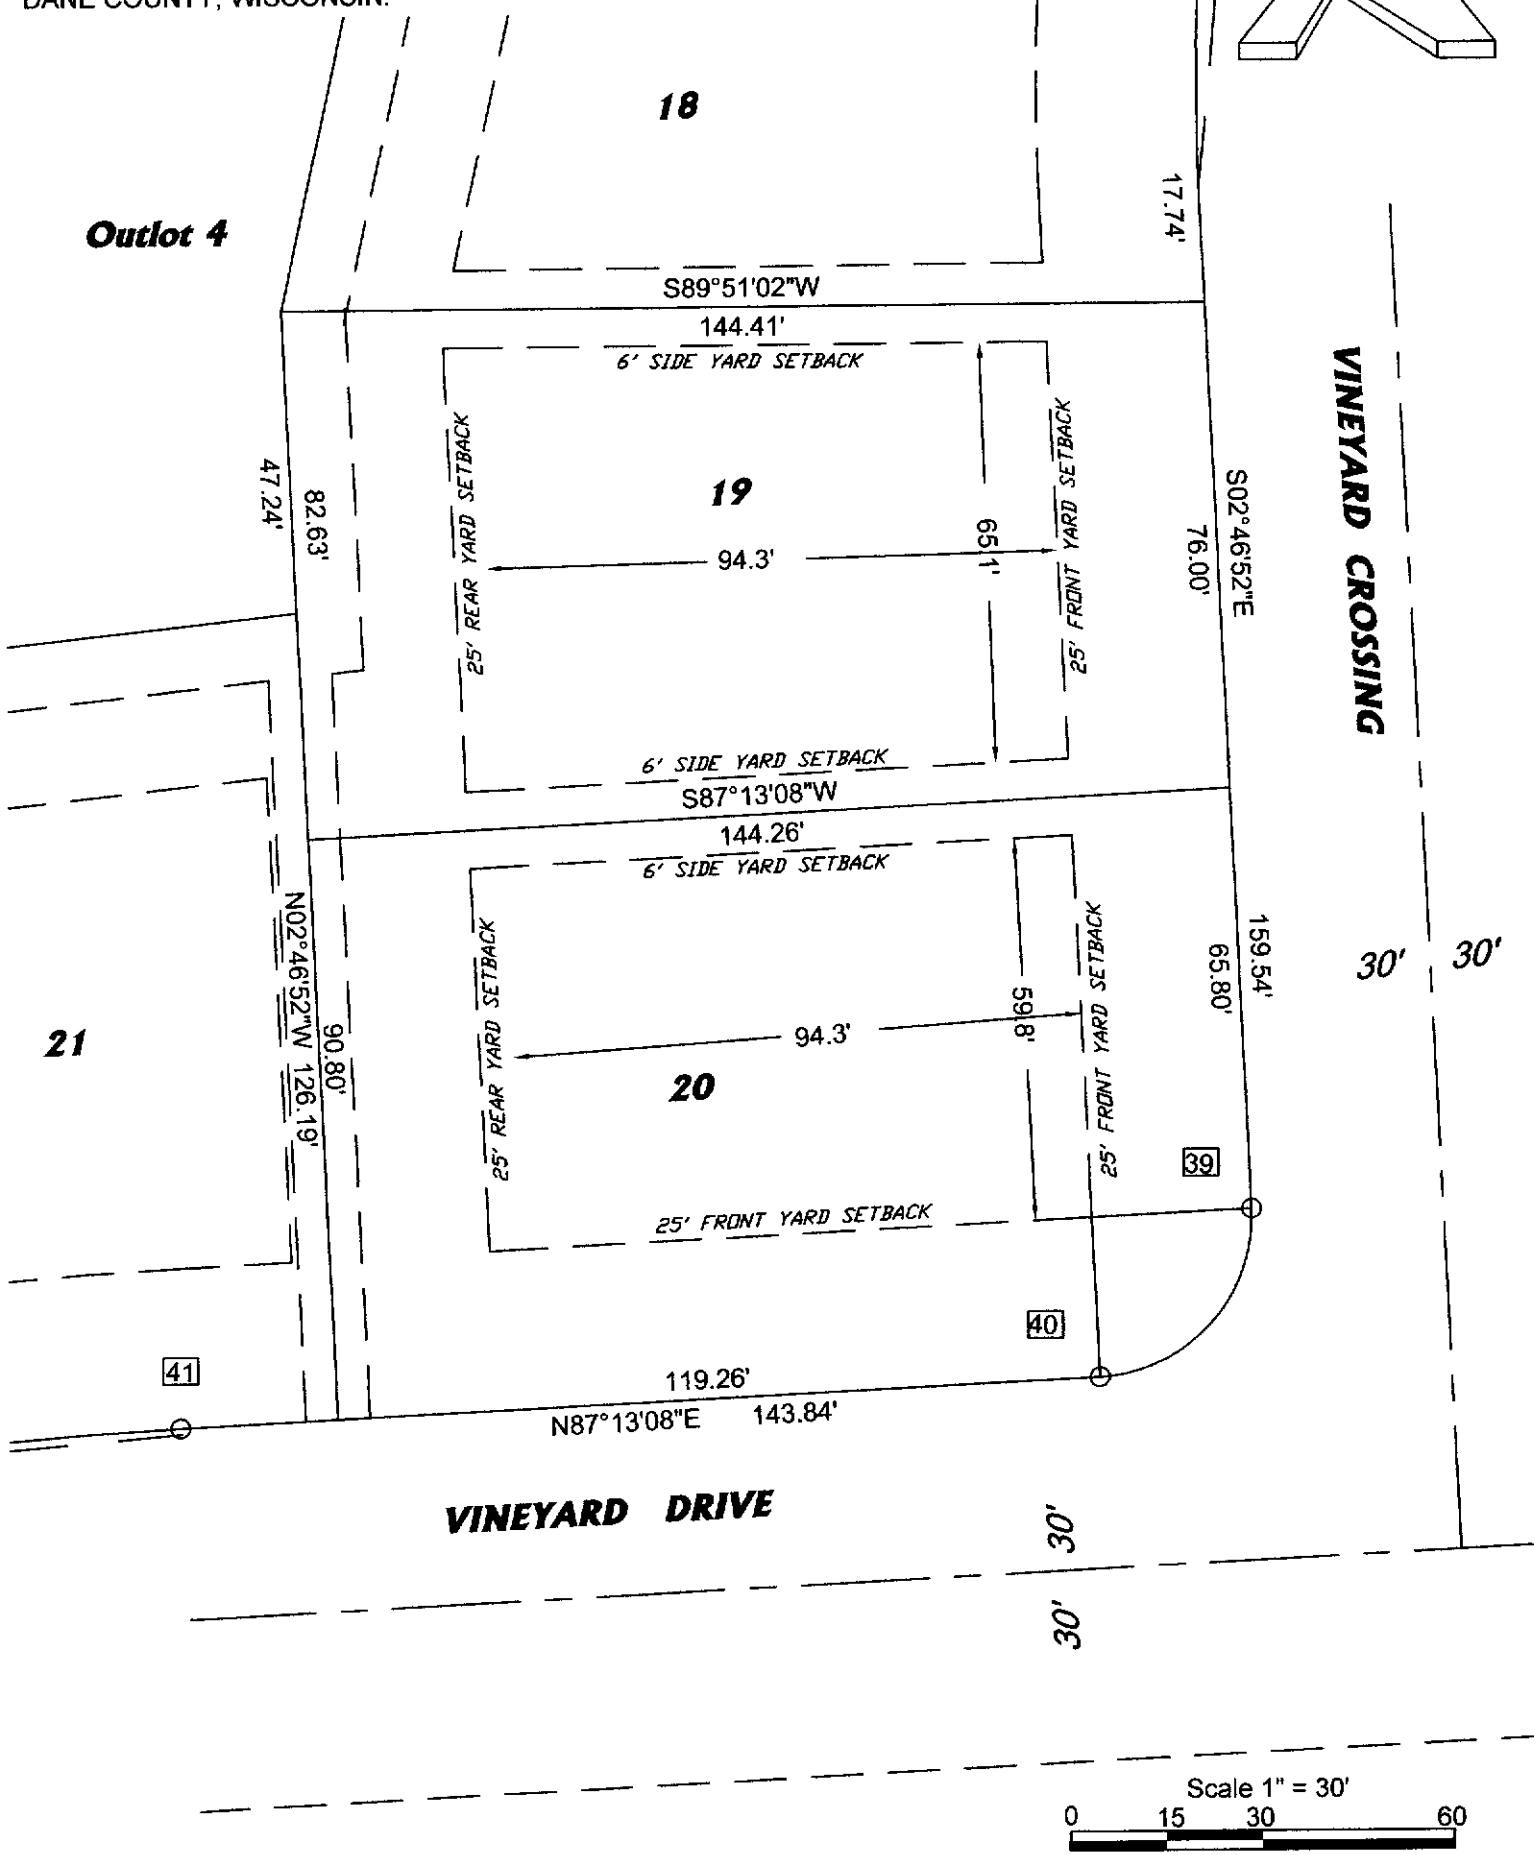 DANE COUNTY, WISCONSIN.
18
Outlot 4
17.74'
S89°51'02"W
144.41'
6' SIDE YARD SETBACK
25' REAR YARD SETBACK
19
94.3'
65.1'
25' FRONT YARD SETBACK
47.24'
82.63'
S02°46'52"E
76.00'
VINEYARD CROSSING
6' SIDE YARD SETBACK
S87°13'08"W
144.26'
6' SIDE YARD SETBACK
N02°46'52"W 126.19'
90.80'
25' REAR YARD SETBACK
94.3'
59.8'
25' FRONT YARD SETBACK
159.54'
65.80'
30' 30'
21
20
39
25' FRONT YARD SETBACK
40
41
119.26'
N87°13'08"E 143.84'
VINEYARD DRIVE
30'
30'
Scale 1" = 30'
0 15 30 60